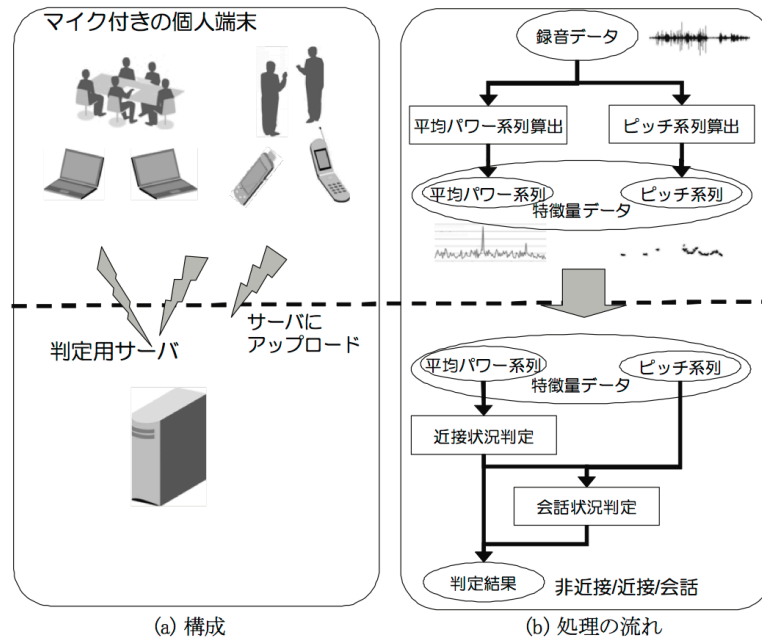 マイク付きの個人端末
サーバに
アップロード
判定用サーバ
(a) 構成
録音データ
平均パワー系列算出
ピッチ系列算出
平均パワー系列
ピッチ系列
特徴量データ
平均パワー系列
ピッチ系列
特徴量データ
近接状況判定
会話状況判定
判定結果
非近接/近接/会話
(b) 処理の流れ